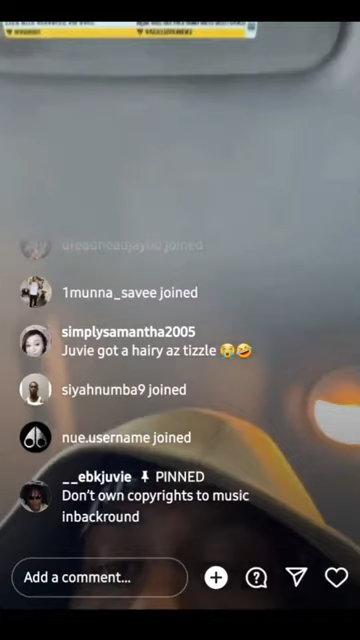 joined
1munna_savee joined
simplysamantha2005
Juvie got a hairy az tizzle 😭🤣
siyahnumba9 joined
nue.username joined
__ebkjuvie 📌 PINNED
Don't own copyrights to music
inbackround
Add a comment...